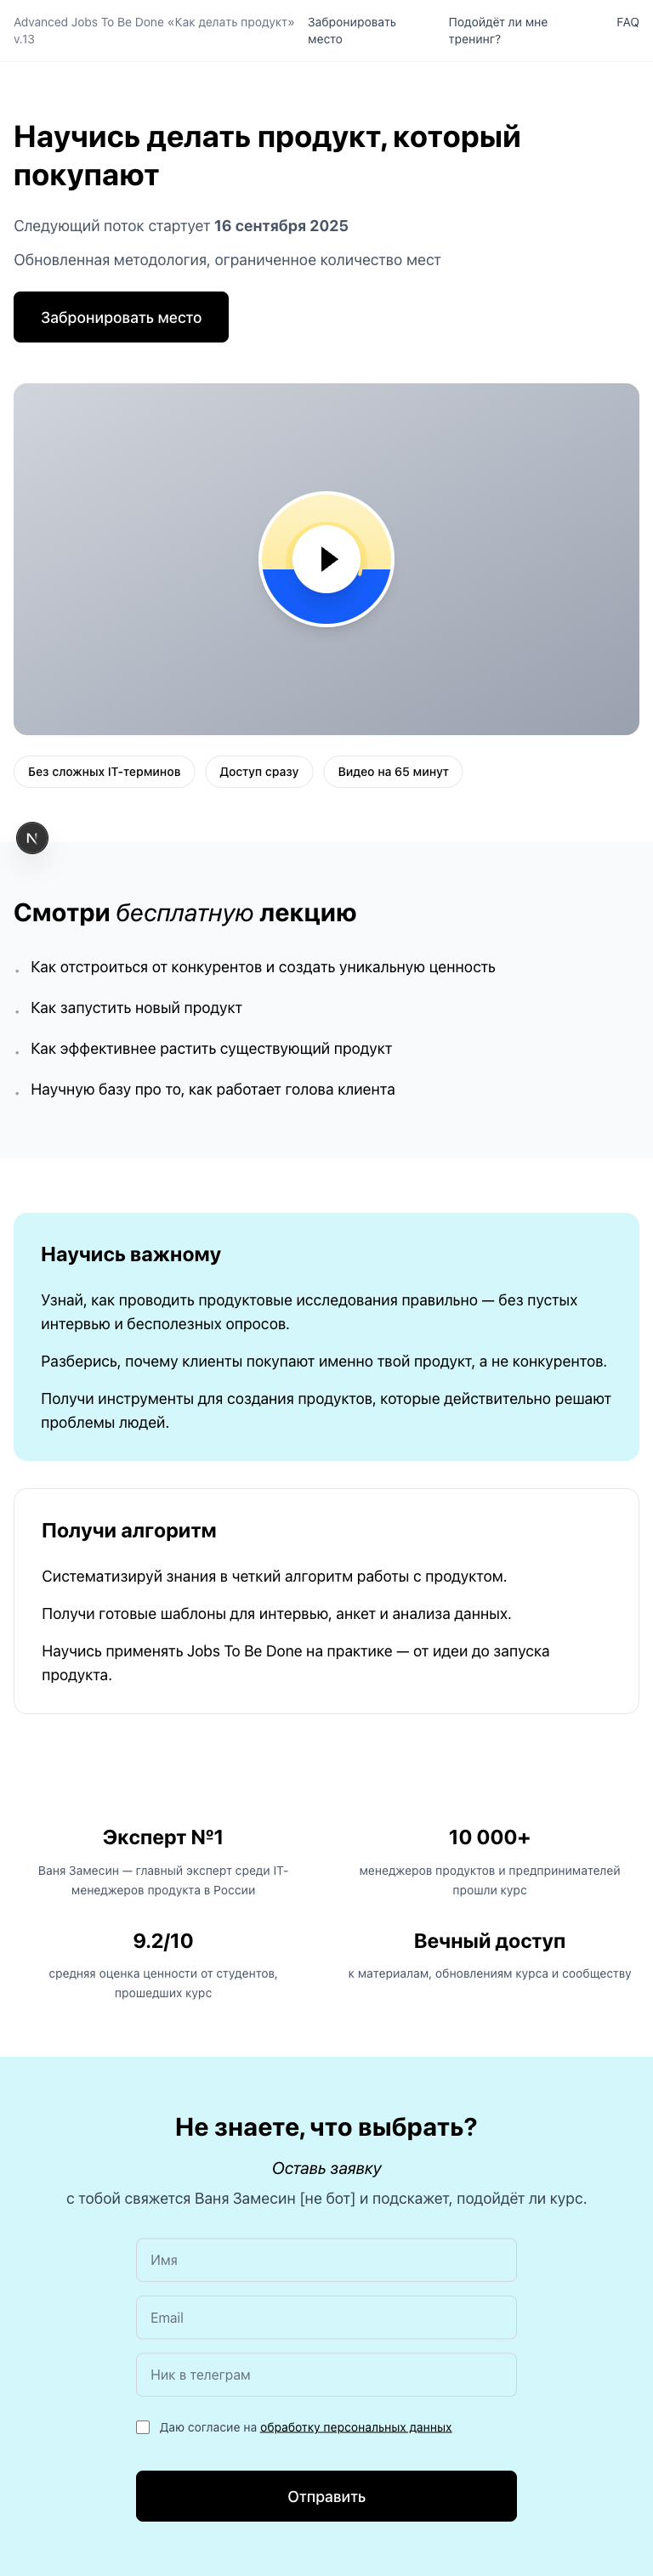 Advanced Jobs To Be Done «Как делать продукт»
v.13
Забронировать
место
Подойдёт ли мне
тренинг?
FAQ
Научись делать продукт, который
покупают
Следующий поток стартует 16 сентября 2025
Обновленная методология, ограниченное количество мест
Забронировать место
Без сложных IT-терминов
Доступ сразу
Видео на 65 минут
N
Смотри бесплатную лекцию
Как отстроиться от конкурентов и создать уникальную ценность
Как запустить новый продукт
Как эффективнее растить существующий продукт
Научную базу про то, как работает голова клиента
Научись важному
Узнай, как проводить продуктовые исследования правильно — без пустых
интервью и бесполезных опросов.
Разберись, почему клиенты покупают именно твой продукт, а не конкурентов.
Получи инструменты для создания продуктов, которые действительно решают
проблемы людей.
Получи алгоритм
Систематизируй знания в четкий алгоритм работы с продуктом.
Получи готовые шаблоны для интервью, анкет и анализа данных.
Научись применять Jobs To Be Done на практике — от идеи до запуска
продукта.
Эксперт №1
Ваня Замесин — главный эксперт среди IT-
менеджеров продукта в России
10 000+
менеджеров продуктов и предпринимателей
прошли курс
9.2/10
средняя оценка ценности от студентов,
прошедших курс
Вечный доступ
к материалам, обновлениям курса и сообществу
Не знаете, что выбрать?
Оставь заявку
с тобой свяжется Ваня Замесин [не бот] и подскажет, подойдёт ли курс.
Имя
Email
Ник в телеграм
Даю согласие на обработку персональных данных
Отправить